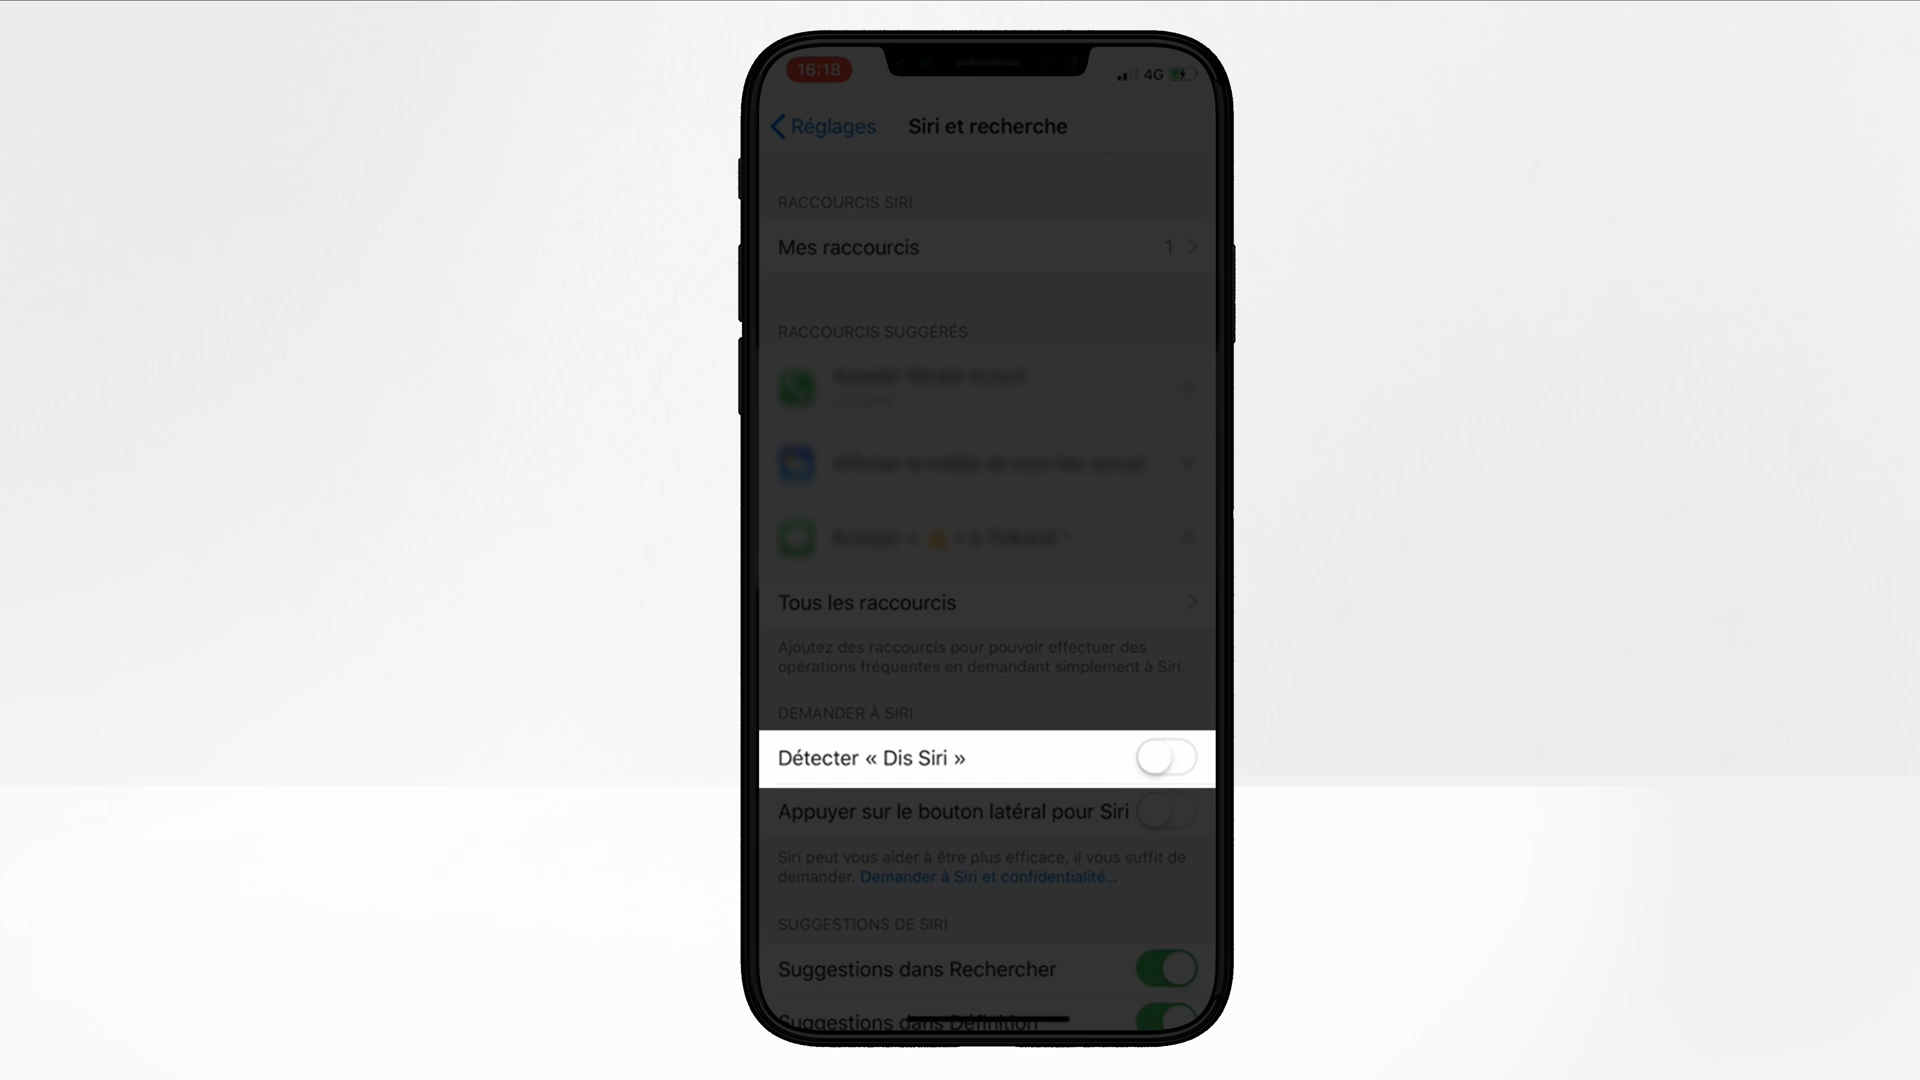 16:18
4G
Réglages
Siri et recherche
RACCOURCIS SIRI
Mes raccourcis
1
RACCOURCIS SUGGÉRÉS
Tous les raccourcis
Ajoutez des raccourcis pour pouvoir effectuer des
opérations fréquentes en demandant simplement à Siri.
DEMANDER À SIRI
Détecter « Dis Siri »
Appuyer sur le bouton latéral pour Siri
Siri peut vous aider à être plus efficace, il vous suffit de
demander. Demander à Siri et confidentialité...
SUGGESTIONS DE SIRI
Suggestions dans Rechercher
Suggestions dans Définition